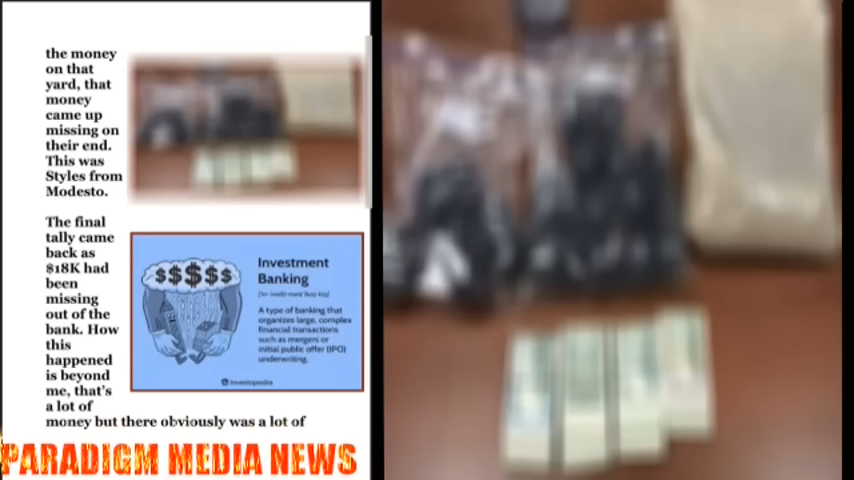 the money
on that
yard, that
money
came up
missing on
their end.
This was
Styles from
Modesto.
The final
tally came
back as
$18K had
been
missing
out of the
bank. How
this
happened
is beyond
me, that's
a lot of
money but there obviously was a lot of
$$$$$
Investment
Banking
A type of banking that
organizes large, complex
financial transactions
such as mergers or
initial public offer (IPO)
underwriting.
Investopedia
PARADIGM MEDIA NEWS